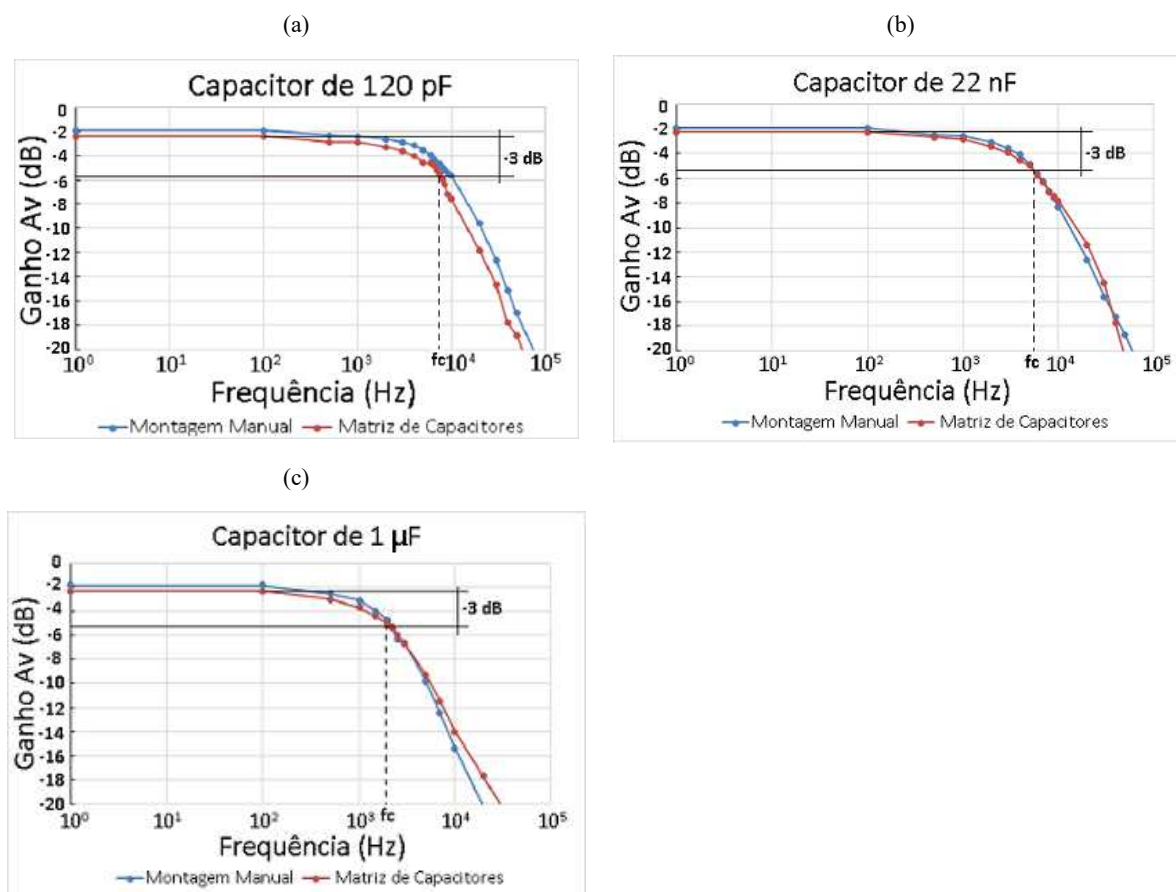 (a)
Capacitor de 120 pF
0
-2
-4
-6
-8
-10
-12
-14
-16
-18
-20
Ganho Av (dB)
-3 dB
10⁰ 10¹ 10² 10³ fc 10⁴ 10⁵
Frequência (Hz)
Montagem Manual Matriz de Capacitores
(b)
Capacitor de 22 nF
0
-2
-4
-6
-8
-10
-12
-14
-16
-18
-20
Ganho Av (dB)
-3 dB
10⁰ 10¹ 10² 10³ fc 10⁴ 10⁵
Frequência (Hz)
Montagem Manual Matriz de Capacitores
(c)
Capacitor de 1 μF
0
-2
-4
-6
-8
-10
-12
-14
-16
-18
-20
Ganho Av (dB)
-3 dB
10⁰ 10¹ 10² 10³ fc 10⁴ 10⁵
Frequência (Hz)
Montagem Manual Matriz de Capacitores